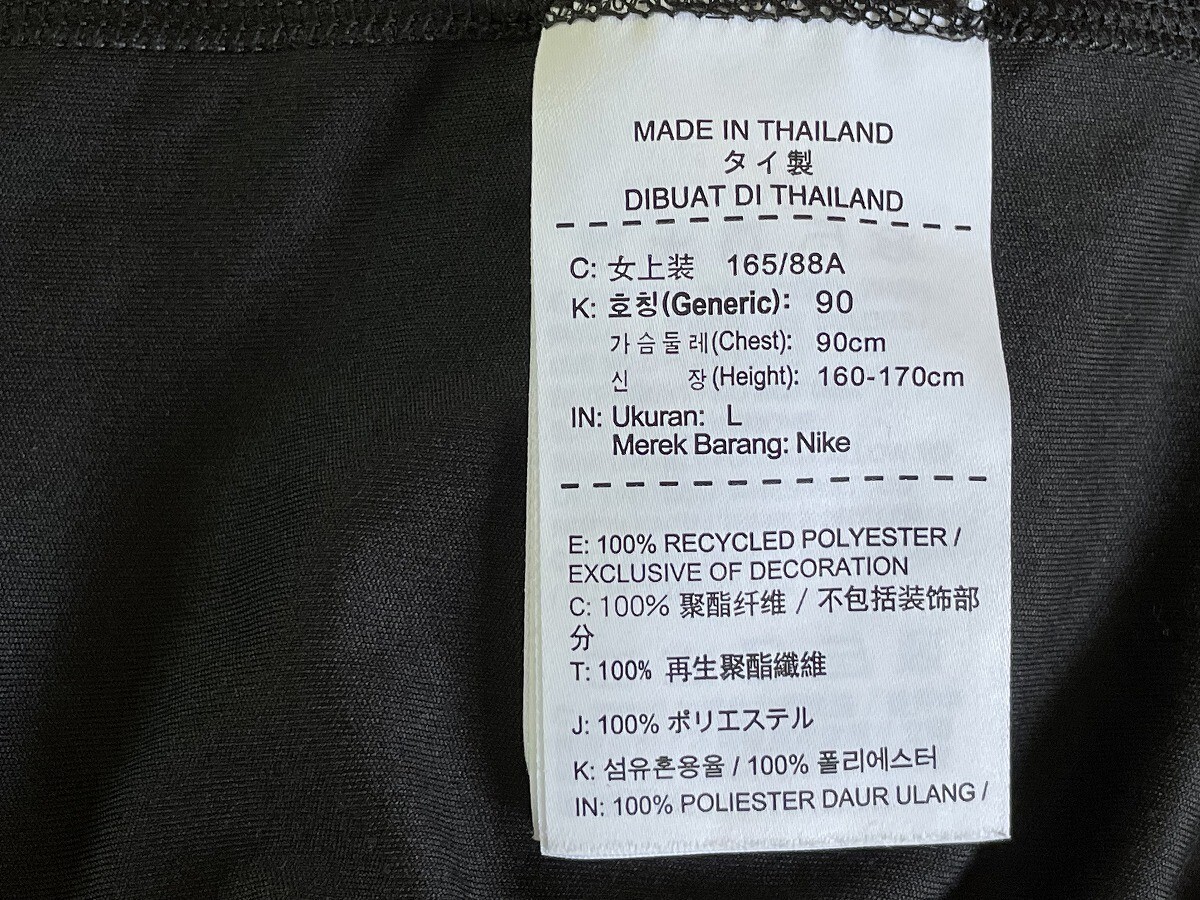 MADE IN THAILAND
タイ製
DIBUAT DI THAILAND
C: 女上装 165/88A
K: 호칭(Generic): 90
가슴둘레(Chest): 90cm
신 장(Height): 160-170cm
IN: Ukuran: L
Merek Barang: Nike
E: 100% RECYCLED POLYESTER /
EXCLUSIVE OF DECORATION
C: 100% 聚酯纤维 / 不包括装饰部
分
T: 100% 再生聚酯纖維
J: 100% ポリエステル
K: 섬유혼용율 / 100% 폴리에스터
IN: 100% POLIESTER DAUR ULANG /